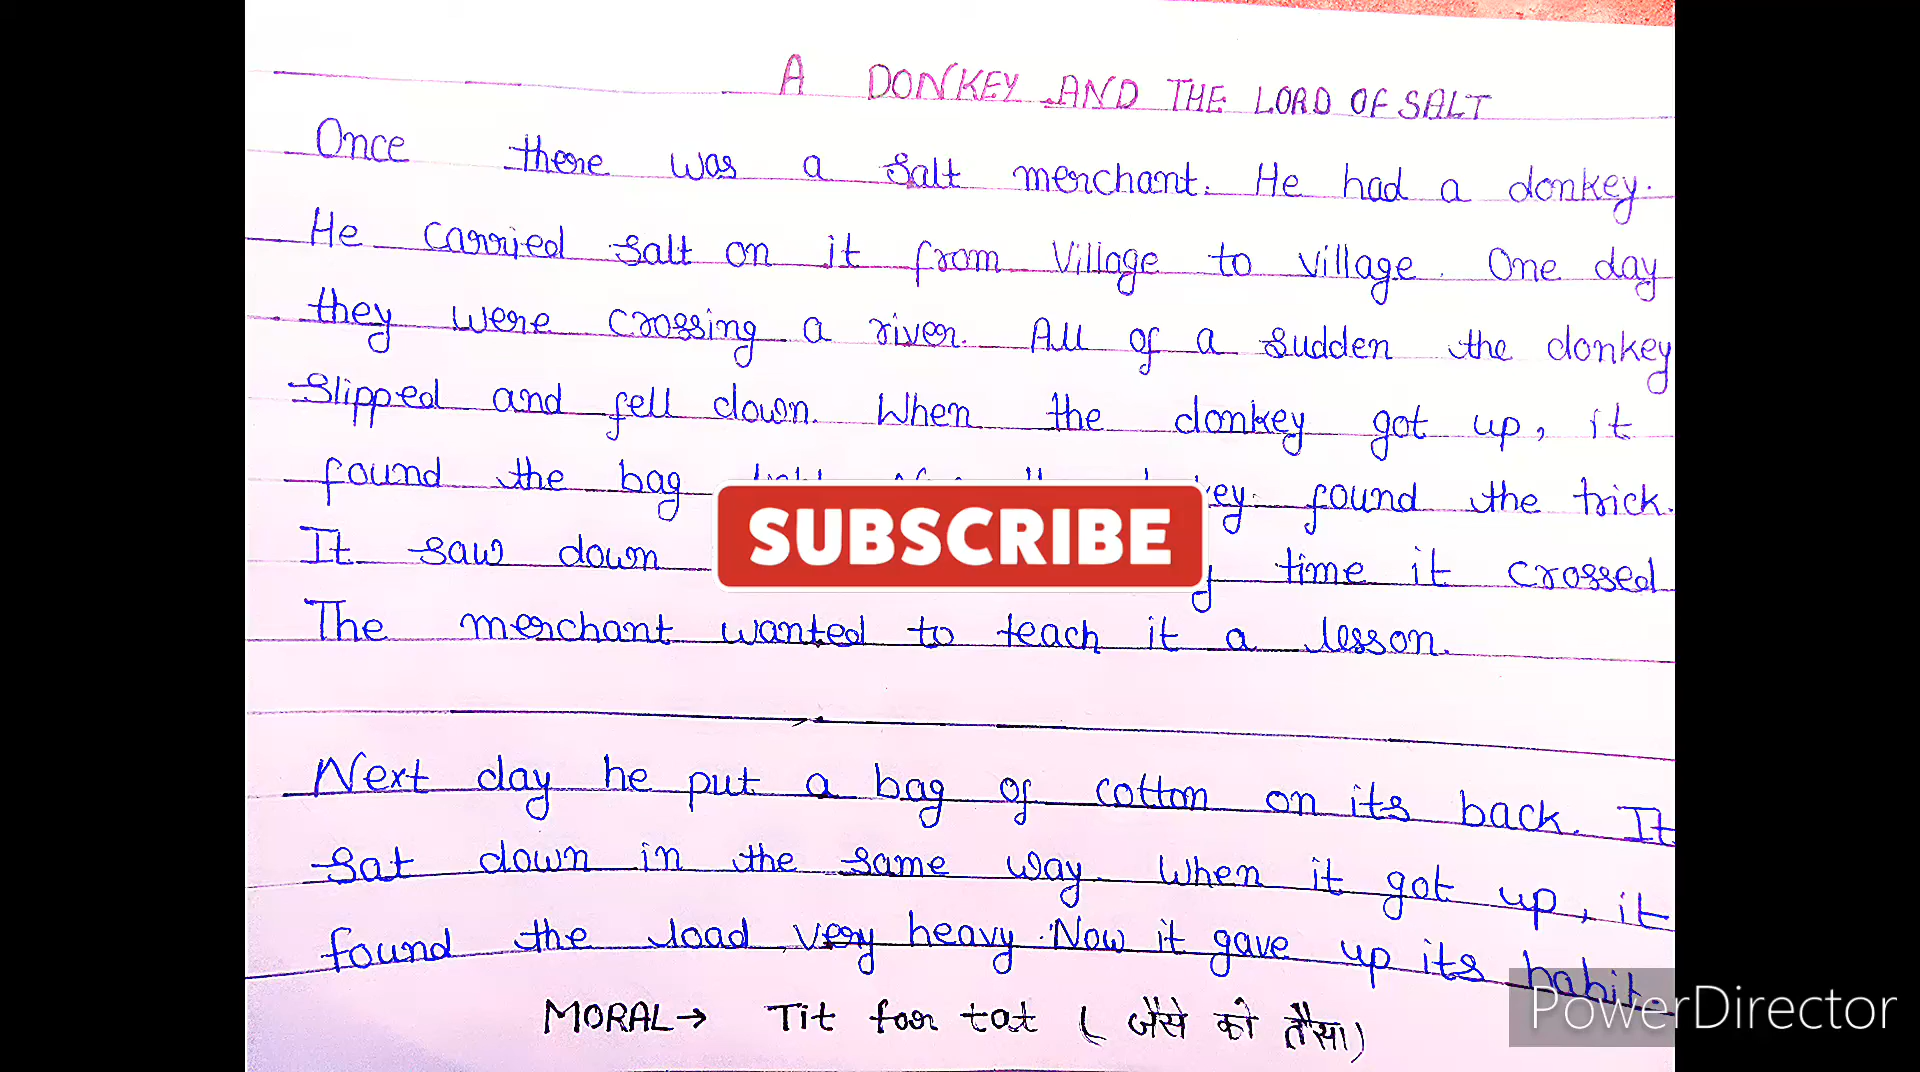 A DONKEY AND THE LORD OF SALT
Once there was a salt merchant. He had a donkey.
He carried salt on it from Village to village. One day
they were crossing a river. All of a sudden the donkey
slipped and fell down. When the donkey got up, it
found the bag found the trick.
It saw down time it crossed
SUBSCRIBE
The merchant wanted to teach it a lesson.
Next day he put a bag of cotton on its back. It
sat down in the same way. When it got up, it
found the load very heavy. Now it gave up its habit.
MORAL→ Tit for tat ( जैसे को तैसा)
PowerDirector